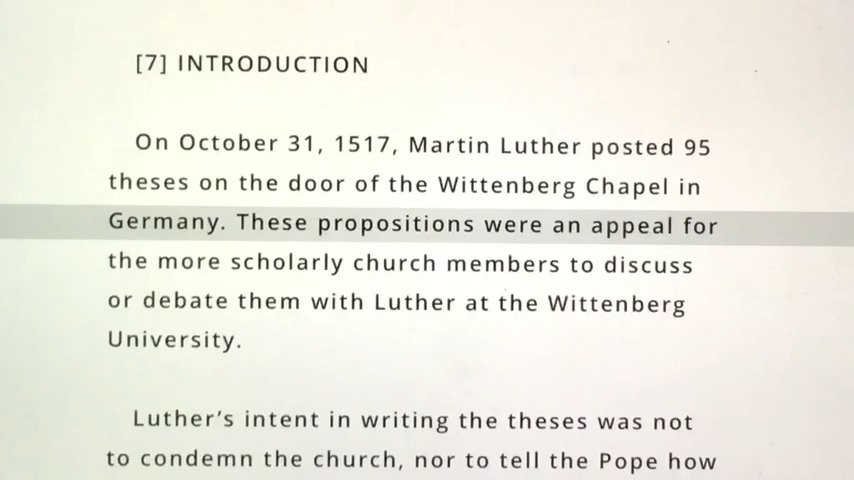 [7] INTRODUCTION
On October 31, 1517, Martin Luther posted 95
theses on the door of the Wittenberg Chapel in
Germany. These propositions were an appeal for
the more scholarly church members to discuss
or debate them with Luther at the Wittenberg
University.
Luther’s intent in writing the theses was not
to condemn the church, nor to tell the Pope how